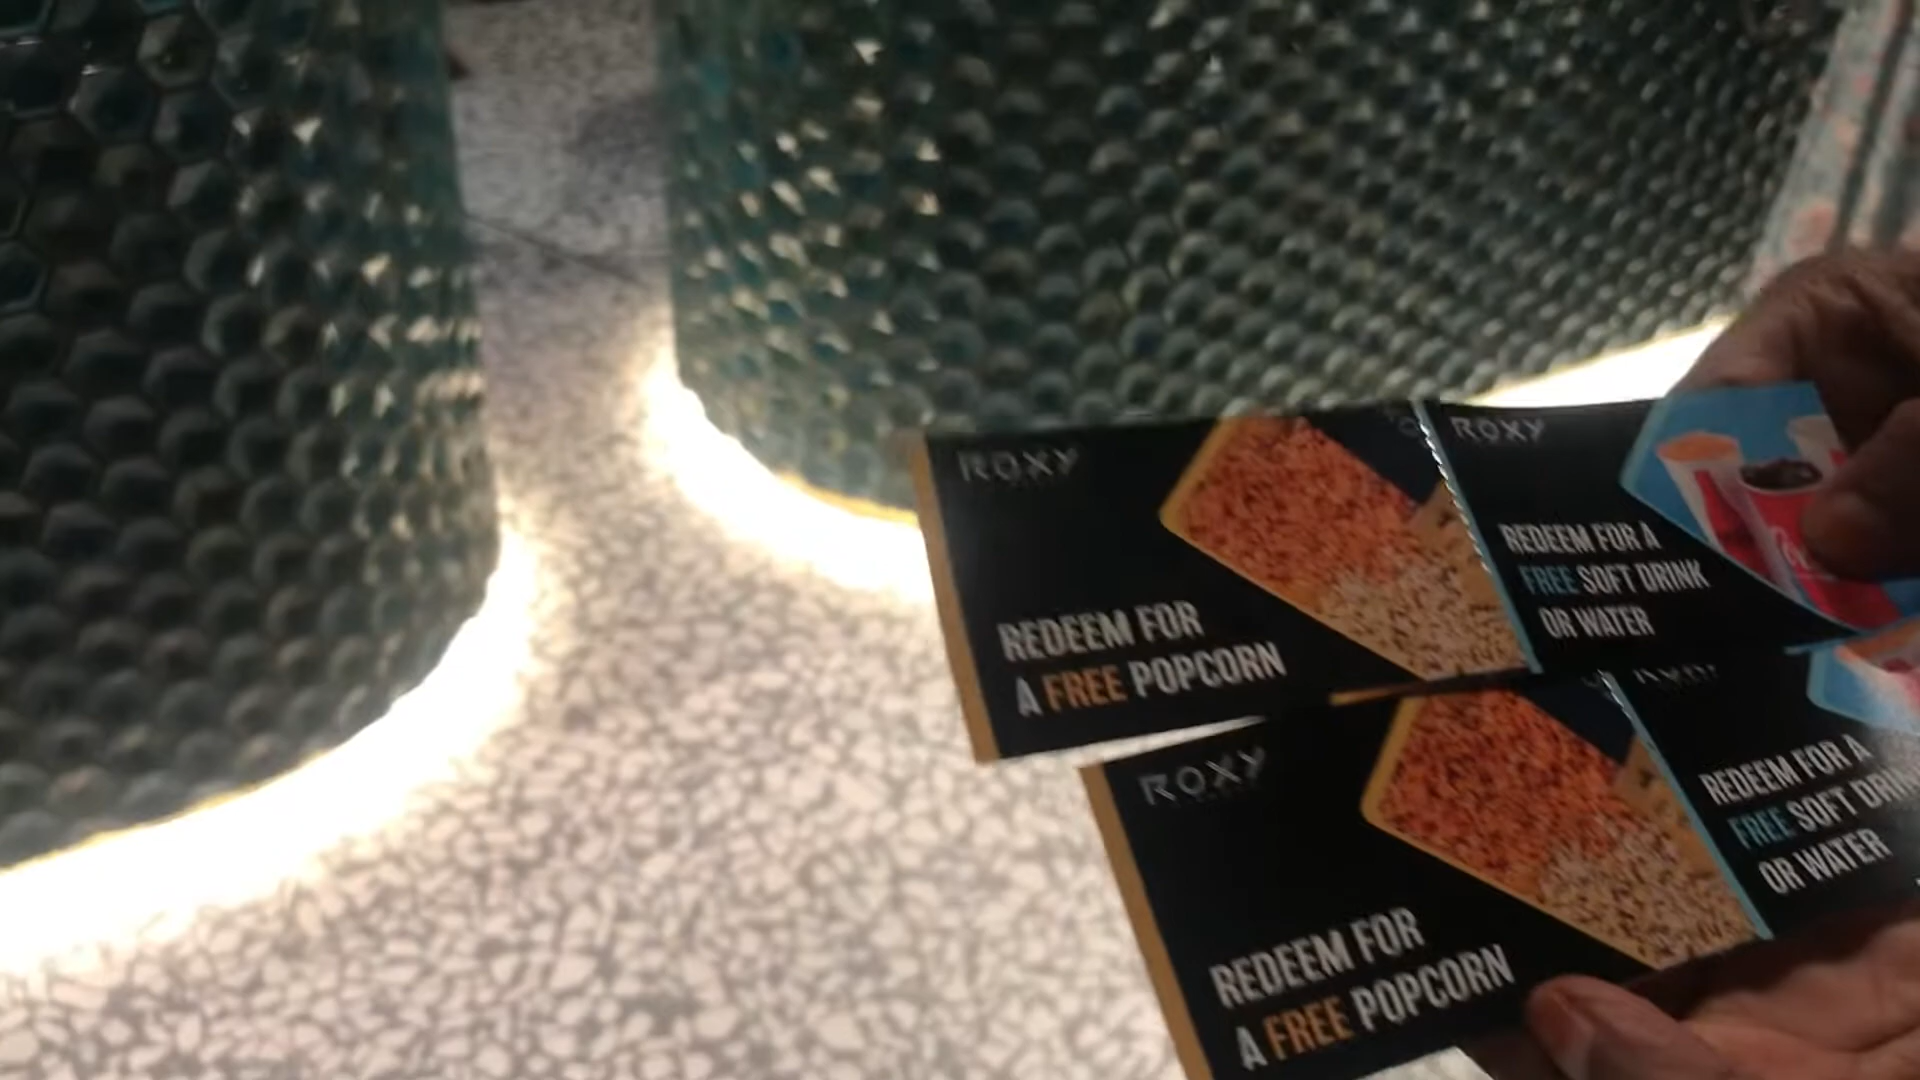 ROXY
REDEEM FOR
A FREE POPCORN
ROXY
REDEEM FOR A
FREE SOFT DRINK
OR WATER
ROXY
REDEEM FOR
A FREE POPCORN
REDEEM FOR A
FREE SOFT DRIN
OR WATER